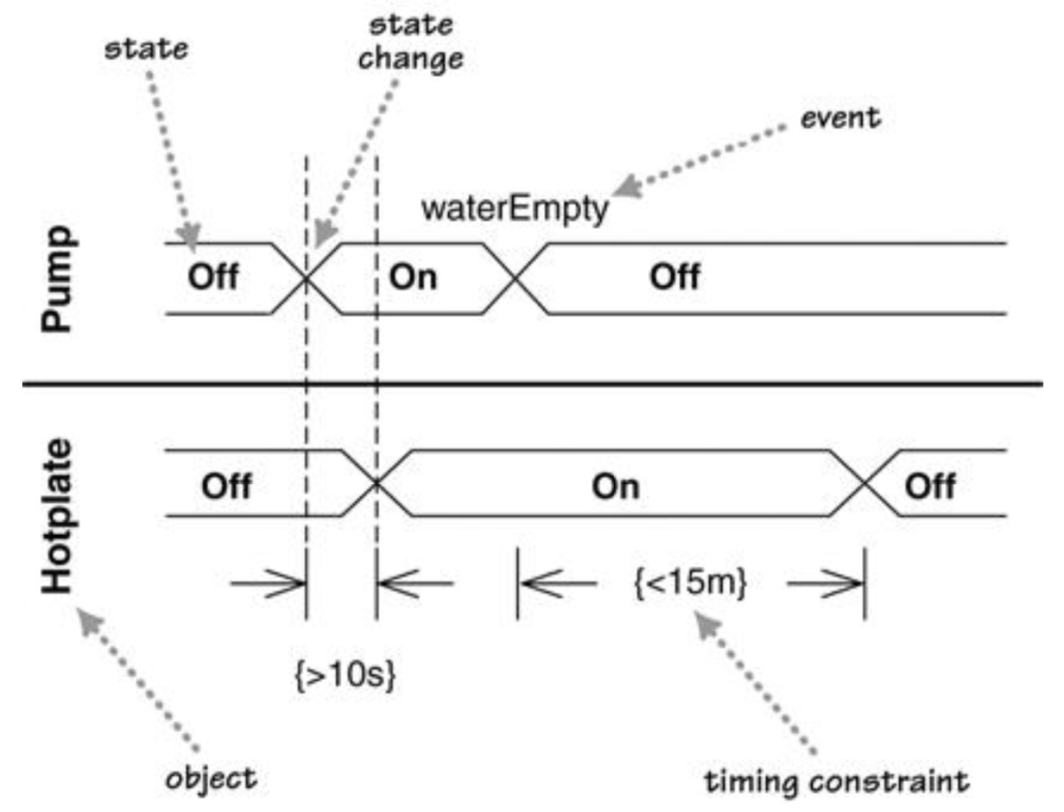 state
state
change
event
waterEmpty
Pump
Off
On
Off
Hotplate
Off
On
Off
{<15m}
{>10s}
object
timing constraint